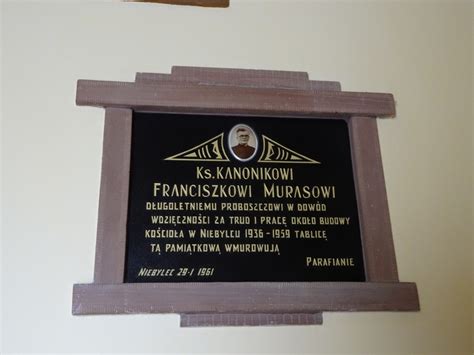 Ks. KANONIKOWI
FRANCISZKOWI MURASOWI
DŁUGOLETNIEMU PROBOSZCZOWI W DOWÓD
WDZIĘCZNOŚCI ZA TRUD I PRACĘ OKOŁO BUDOWY
KOŚCIOŁA W NIEBYLCU 1936-1959 TABLICĘ
TĄ PAMIĄTKOWĄ WMUROWUJĄ
PARAFIANIE
NIEBYLEC 29-I 1961